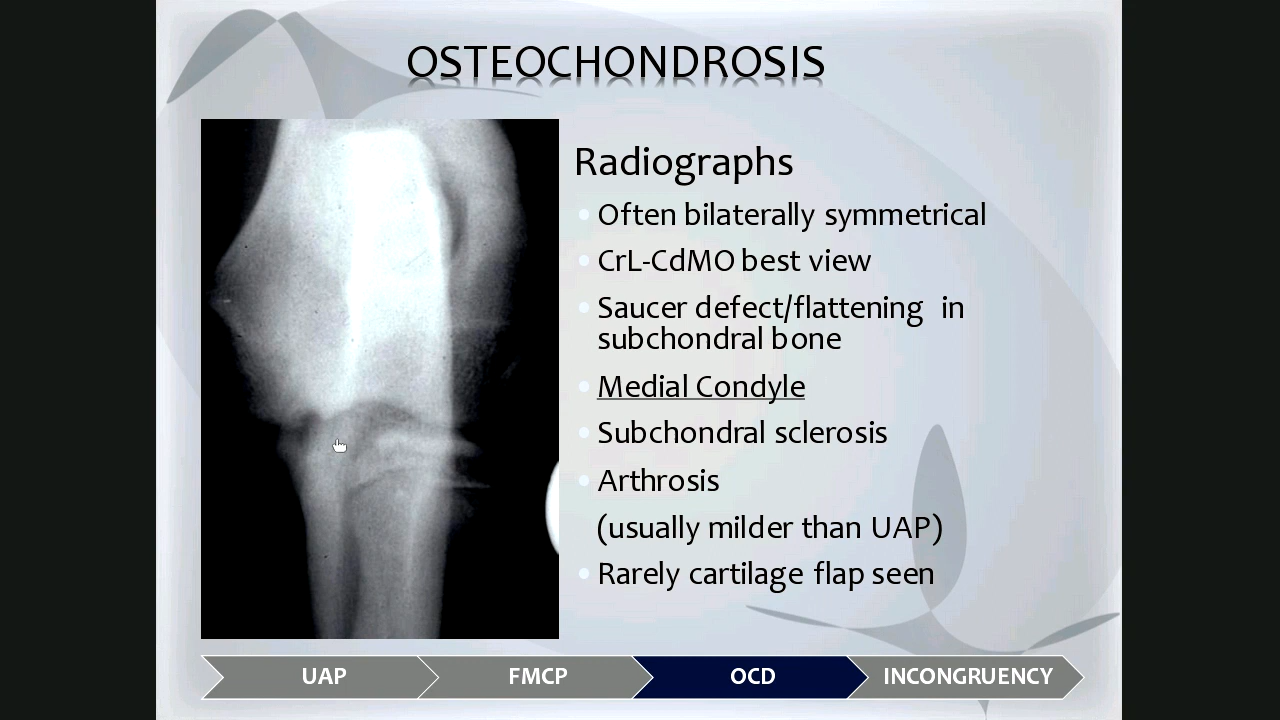 OSTEOCHONDROSIS
Radiographs
Often bilaterally symmetrical
CrL-CdMO best view
Saucer defect/flattening in
subchondral bone
Medial Condyle
Subchondral sclerosis
Arthrosis
(usually milder than UAP)
Rarely cartilage flap seen
UAP
FMCP
OCD
INCONGRUENCY